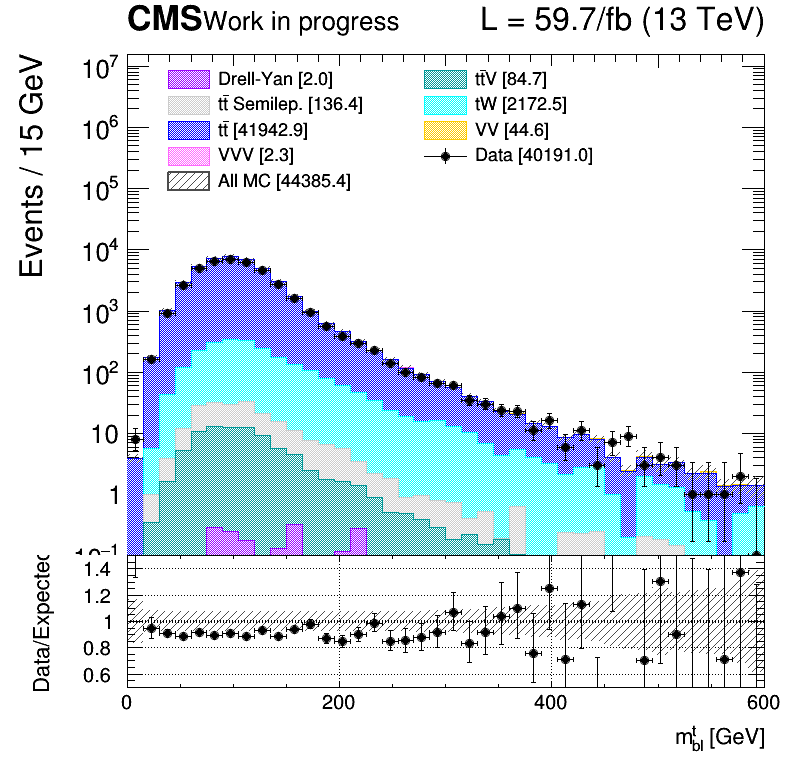 CMS Work in progress L = 59.7/fb (13 TeV)
Events / 15 GeV
10⁷
10⁶
10⁵
10⁴
10³
10²
10
1
10⁻¹
Drell-Yan [2.0]
tt̄ Semilep. [136.4]
tt̄ [41942.9]
VVV [2.3]
All MC [44385.4]
tt̄V [84.7]
tW [2172.5]
VV [44.6]
Data [40191.0]
Data/Expected
1.4
1.2
1
0.8
0.6
0 200 400 600
m^t_bl [GeV]